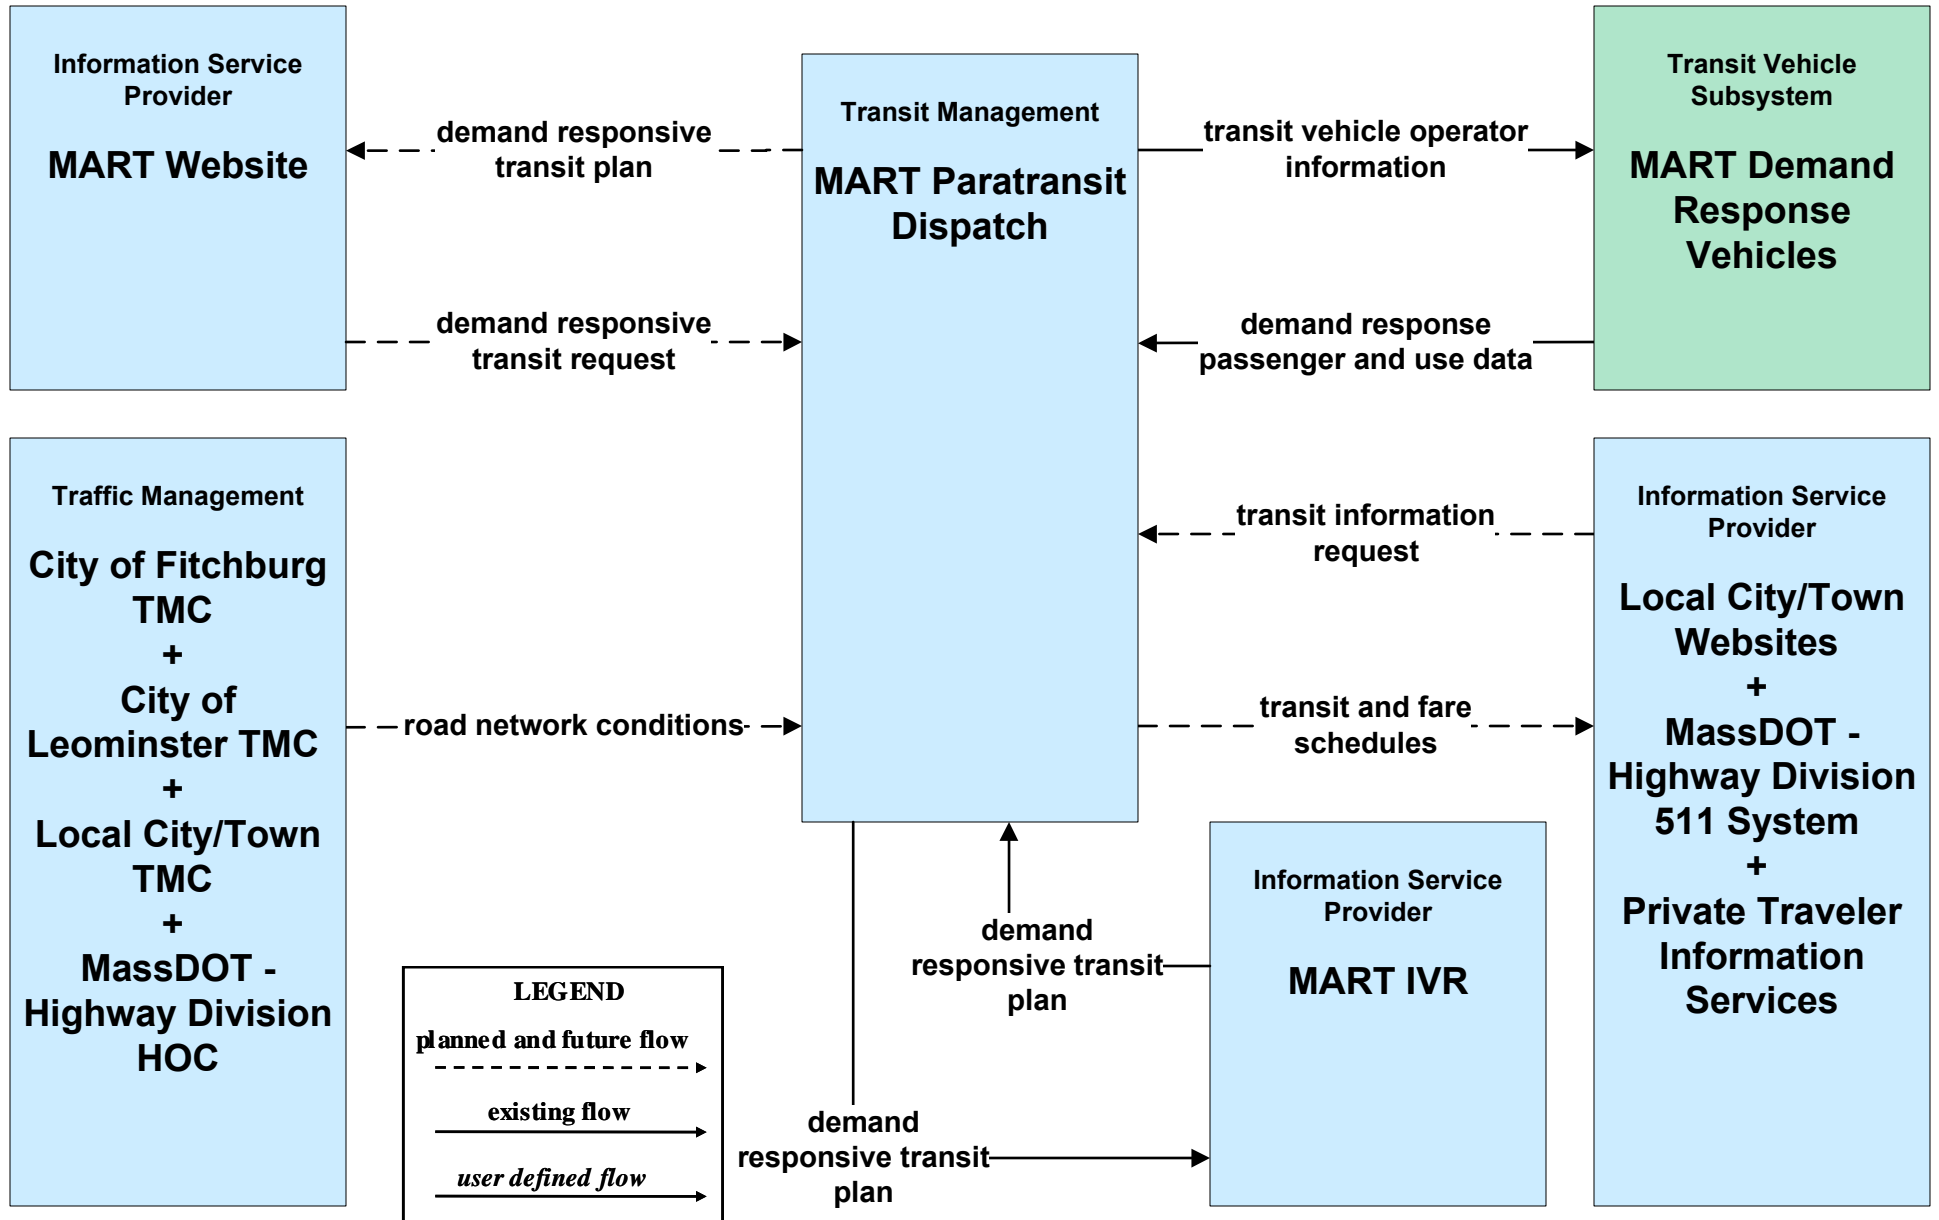 Information Service
Provider
MART Website
demand responsive
transit plan
demand responsive
transit request
Transit Management
MART Paratransit
Dispatch
transit vehicle operator
information
demand response
passenger and use data
Transit Vehicle
Subsystem
MART Demand
Response
Vehicles
Traffic Management
City of Fitchburg
TMC
+
City of
Leominster TMC
+
Local City/Town
TMC
+
MassDOT -
Highway Division
HOC
road network conditions
transit information
request
transit and fare
schedules
Information Service
Provider
Local City/Town
Websites
+
MassDOT -
Highway Division
511 System
+
Private Traveler
Information
Services
demand
responsive transit
plan
Information Service
Provider
MART IVR
demand
responsive transit
plan
LEGEND
planned and future flow
existing flow
user defined flow